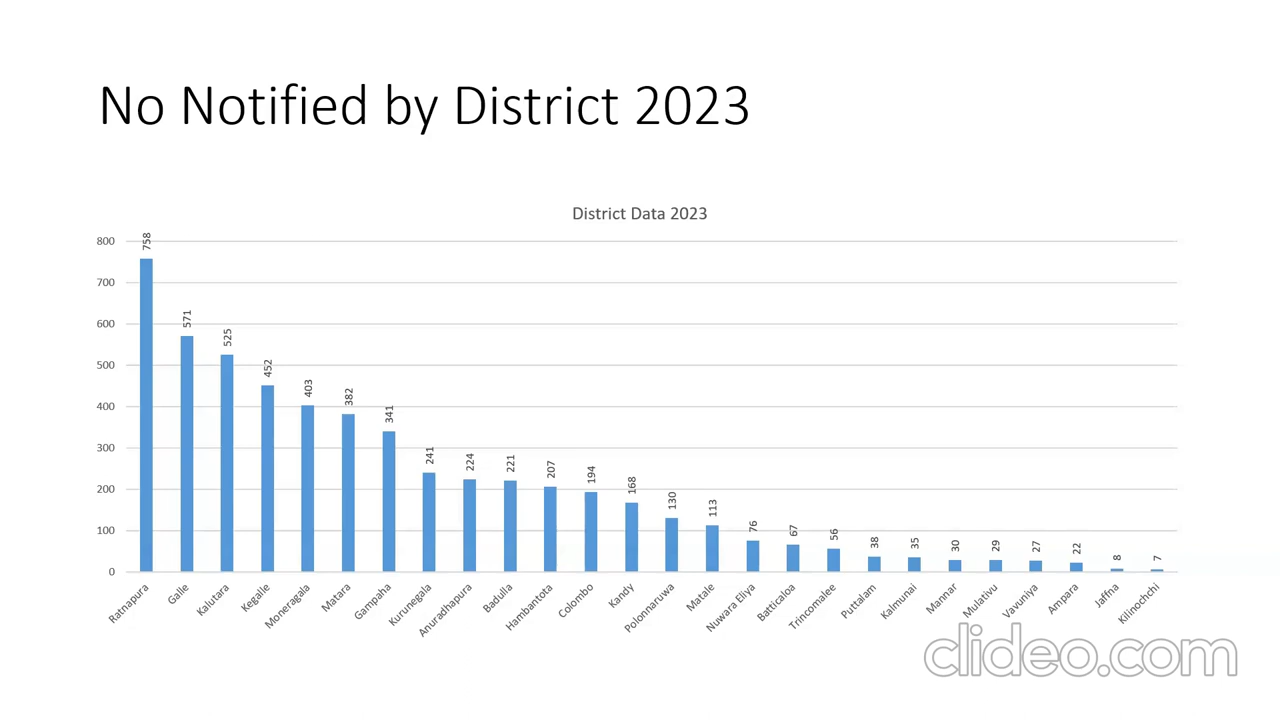 No Notified by District 2023
District Data 2023
800
700
600
500
400
300
200
100
0
758
571
525
452
403
382
341
241
224
221
207
194
168
130
113
76
67
56
38
35
30
29
27
22
8
7
Ratnapura
Galle
Kalutara
Kegalle
Moneragala
Matara
Gampaha
Kurunegala
Anuradhapura
Badulla
Hambantota
Colombo
Kandy
Polonnaruwa
Matale
Nuwara Eliya
Batticaloa
Trincomalee
Puttalam
Kalmunai
Mannar
Mulativu
Vavuniya
Ampara
Jaffna
Kilinochchi
clideo.com